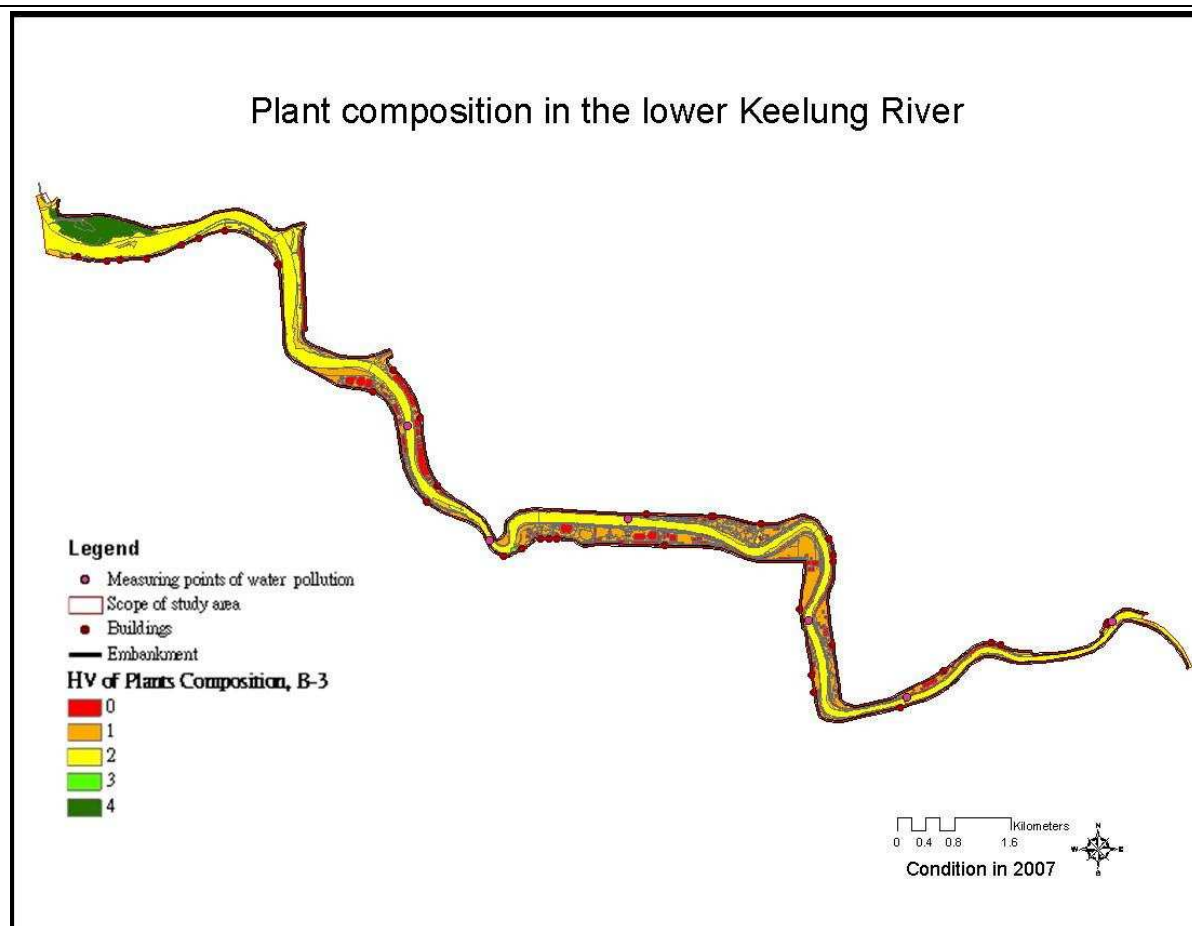 Plant composition in the lower Keelung River
Legend
Measuring points of water pollution
Scope of study area
Buildings
Embankment
HV of Plants Composition, B-3
0
1
2
3
4
Kilometers
0 0.4 0.8 1.6
Condition in 2007
N
W E
S